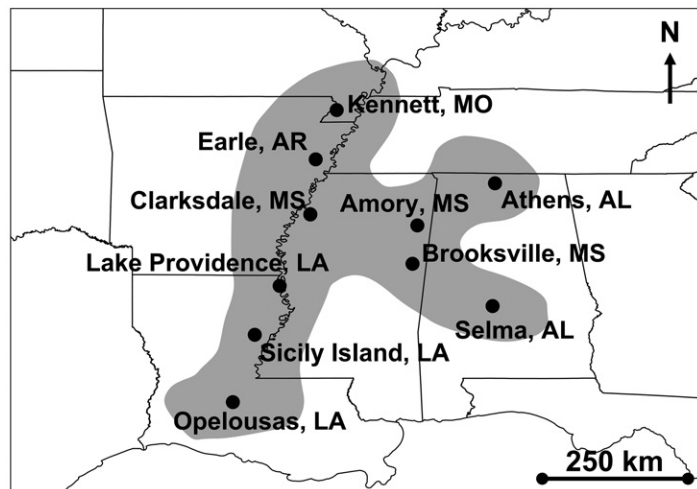 N
Kennett, MO
Earle, AR
Clarksdale, MS
Amory, MS
Athens, AL
Lake Providence, LA
Brooksville, MS
Sicily Island, LA
Selma, AL
Opelousas, LA
250 km